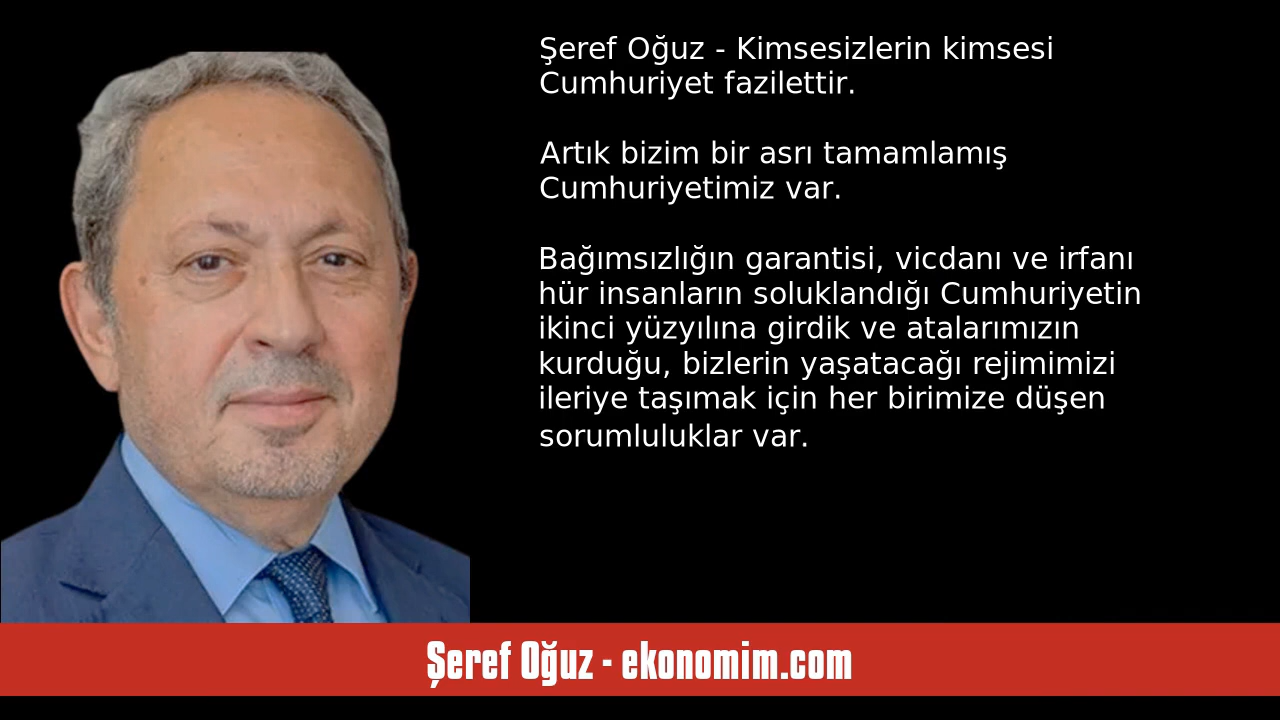 Şeref Oğuz - Kimsesizlerin kimsesi
Cumhuriyet fazilettir.
Artık bizim bir asrı tamamlamış
Cumhuriyetimiz var.
Bağımsızlığın garantisi, vicdanı ve irfanı
hür insanların soluklandığı Cumhuriyetin
ikinci yüzyılına girdik ve atalarımızın
kurduğu, bizlerin yaşatacağı rejimimizi
ileriye taşımak için her birimize düşen
sorumluluklar var.
Şeref Oğuz - ekonomim.com